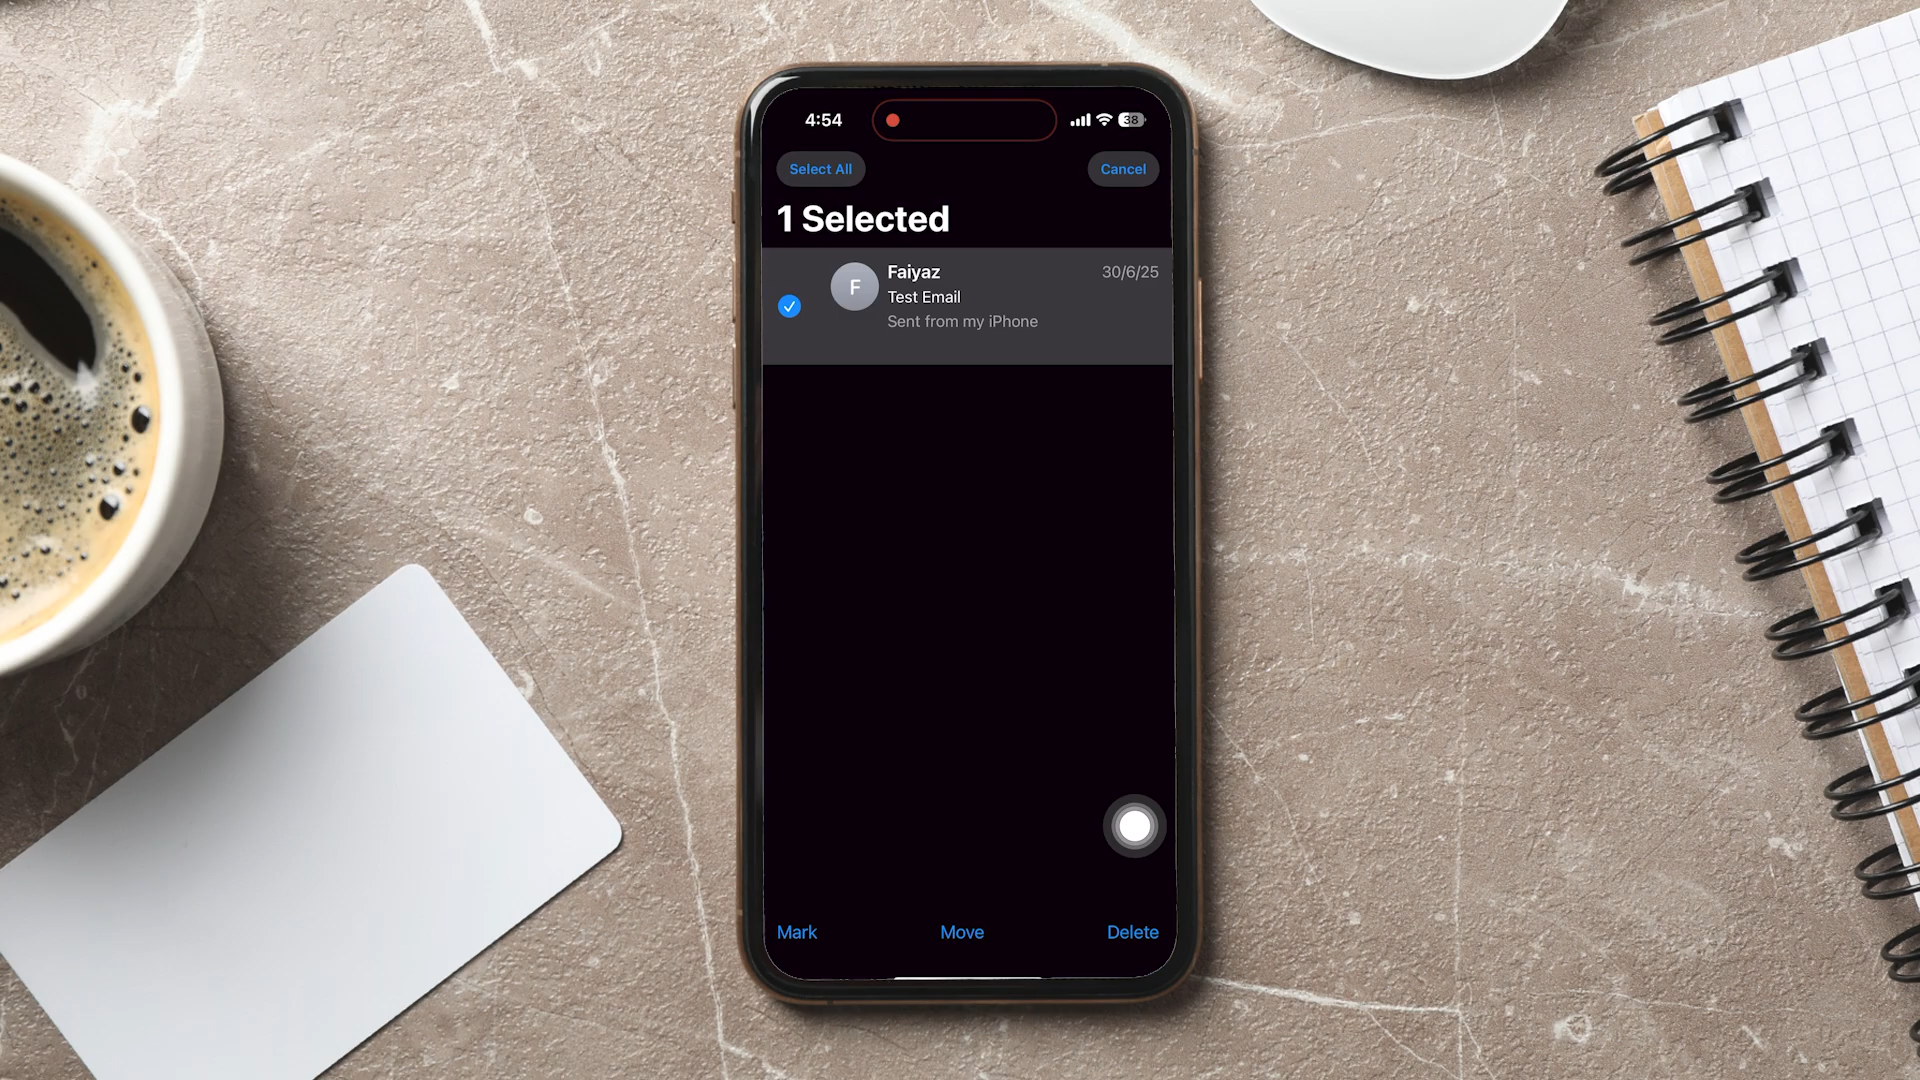 4:54
38
Select All
Cancel
1 Selected
F
Faiyaz
30/6/25
Test Email
Sent from my iPhone
Mark
Move
Delete